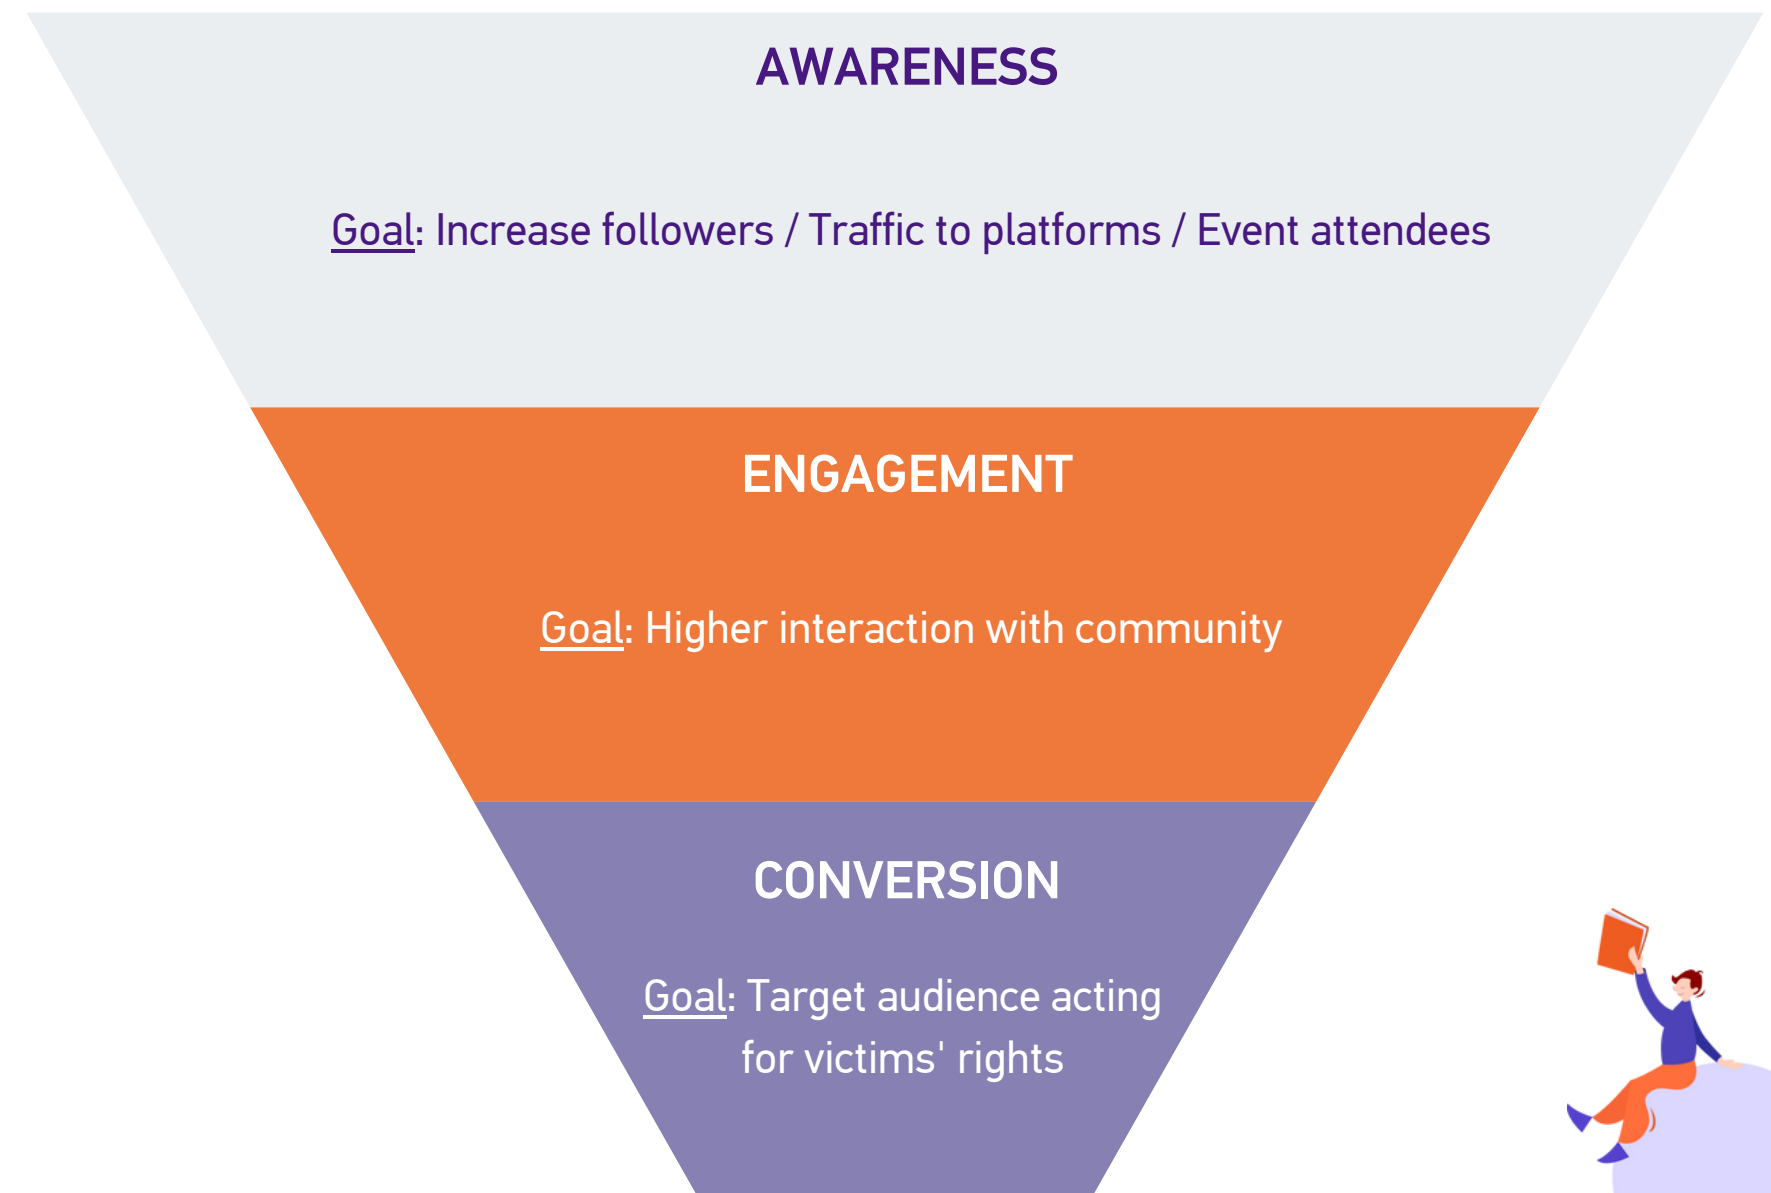 AWARENESS
Goal: Increase followers / Traffic to platforms / Event attendees
ENGAGEMENT
Goal: Higher interaction with community
CONVERSION
Goal: Target audience acting
for victims' rights